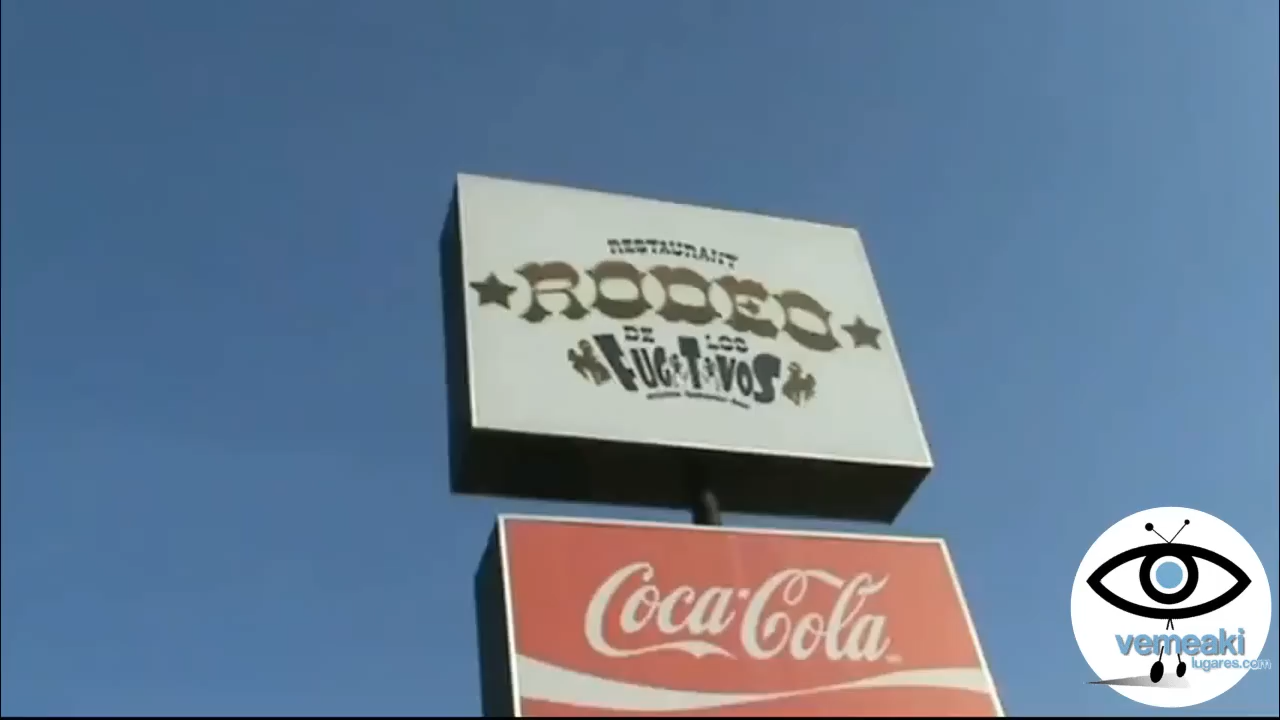 RESTAURANT
RODEO
DE LOS
FUGITIVOS
Coca-Cola
vemeaki
lugares.com